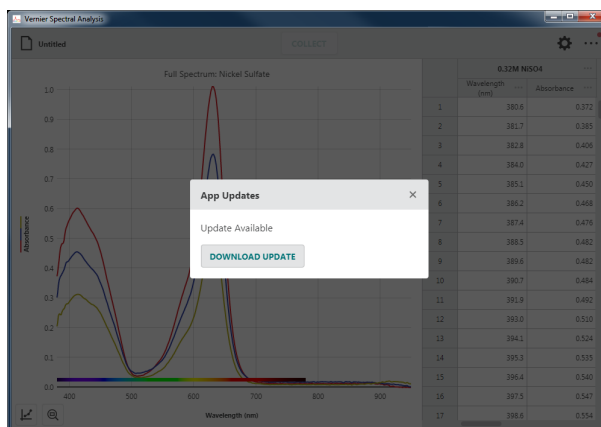 Vernier Spectral Analysis
Untitled
COLLECT
Full Spectrum: Nickel Sulfate
1.0
0.9
0.8
0.7
0.6
0.5
0.4
0.3
0.2
0.1
0.0
Absorbance
400 500 600 700 800 900
Wavelength (nm)
App Updates
Update Available
DOWNLOAD UPDATE
0.32M NiSO4
Wavelength (nm) Absorbance
1 380.6 0.372
2 381.7 0.385
3 382.8 0.406
4 384.0 0.427
5 385.1 0.450
6 386.2 0.468
7 387.4 0.476
8 388.5 0.482
9 389.6 0.482
10 390.7 0.484
11 391.9 0.492
12 393.0 0.510
13 394.1 0.524
14 395.3 0.535
15 396.4 0.540
16 397.5 0.547
17 398.6 0.554